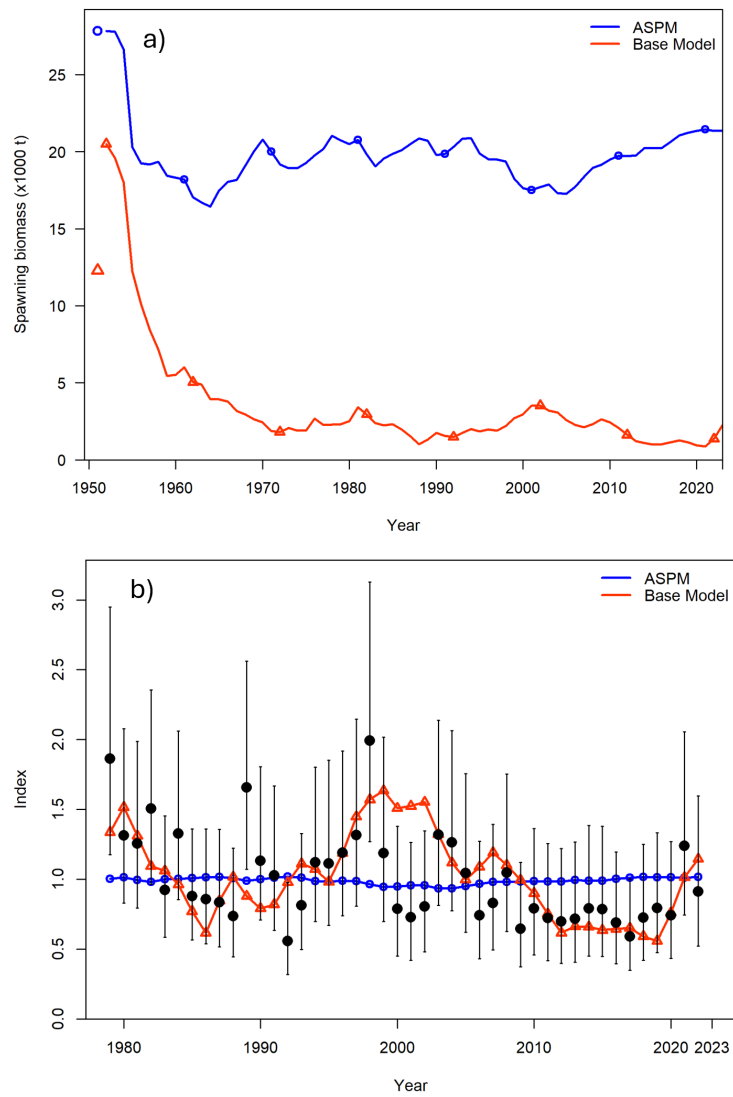 a)
ASPM
Base Model
25
20
15
10
5
0
Spawning biomass (x1000 t)
1950 1960 1970 1980 1990 2000 2010 2020
Year
b)
ASPM
Base Model
3.0
2.5
2.0
1.5
1.0
0.5
0.0
Index
1980 1990 2000 2010 2020 2023
Year